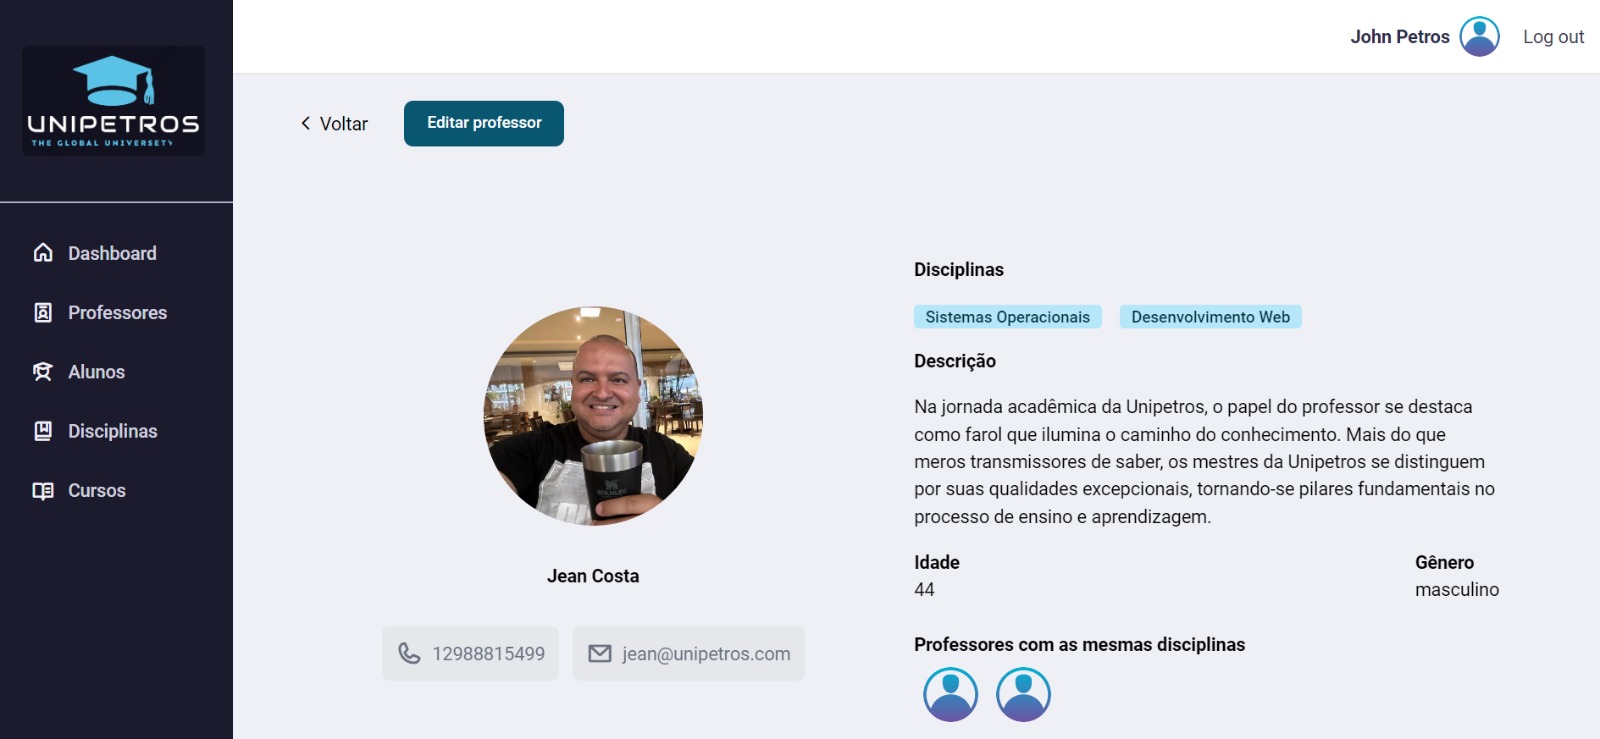 UNIPETROS
THE GLOBAL UNIVERSETY
John Petros
Log out
Voltar
Editar professor
Dashboard
Professores
Alunos
Disciplinas
Cursos
STANLEY
Jean Costa
12988815499
jean@unipetros.com
Disciplinas
Sistemas Operacionais
Desenvolvimento Web
Descrição
Na jornada acadêmica da Unipetros, o papel do professor se destaca
como farol que ilumina o caminho do conhecimento. Mais do que
meros transmissores de saber, os mestres da Unipetros se distinguem
por suas qualidades excepcionais, tornando-se pilares fundamentais no
processo de ensino e aprendizagem.
Idade
44
Gênero
masculino
Professores com as mesmas disciplinas